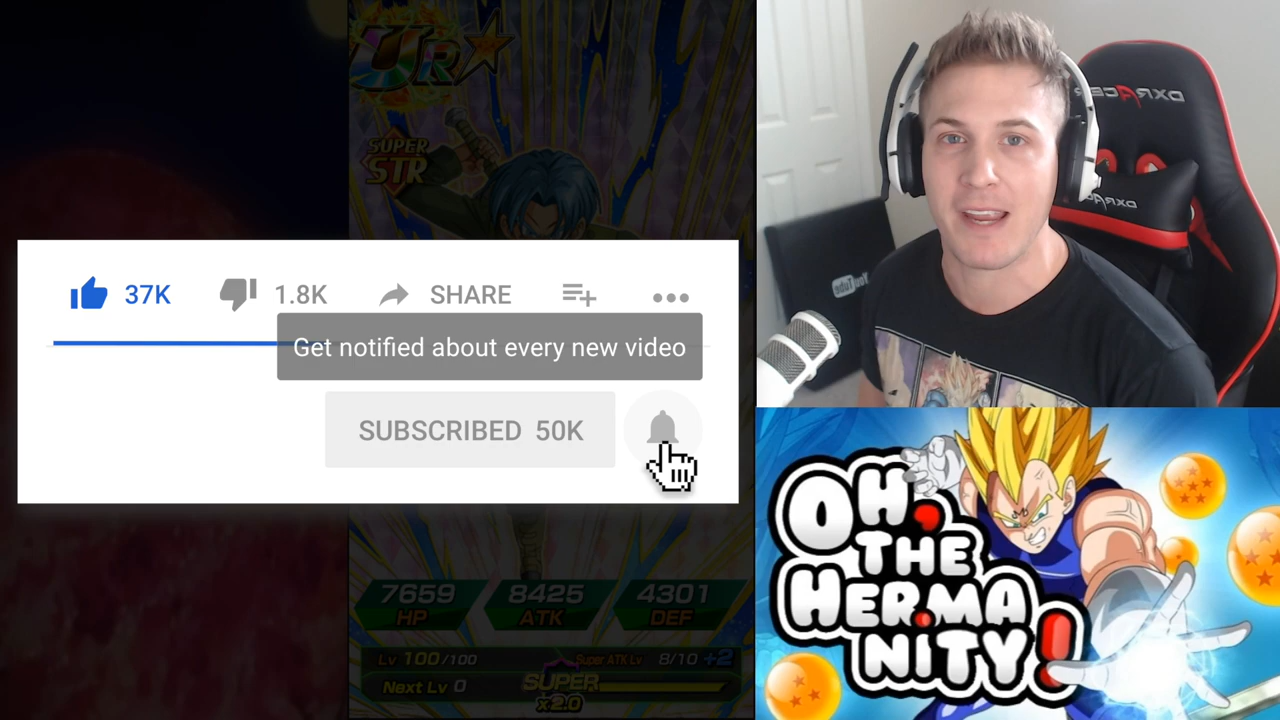 UR
SUPER
STR
37K
1.8K
SHARE
Get notified about every new video
SUBSCRIBED 50K
7659
HP
8425
ATK
4301
DEF
Lv 100/100
Super ATK Lv 8/10 +2
Next Lv 0
SUPER
x2.0
DXRACER
DXRACER
YouTube
OH,
THE
HERMA
NITY!